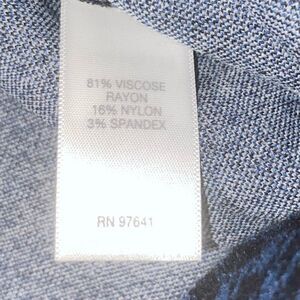 81% VISCOSE
RAYON
16% NYLON
3% SPANDEX
RN 97641